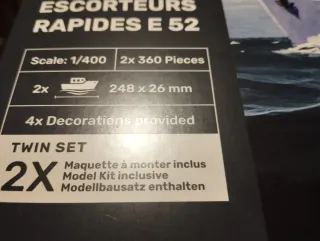 ESCORTEURS
RAPIDES E 52
Scale: 1/400
2x 360 Pieces
2x
248 x 26 mm
4x Decorations provided
TWIN SET
2X
Maquette à monter inclus
Model Kit inclusive
Modellbausatz enthalten